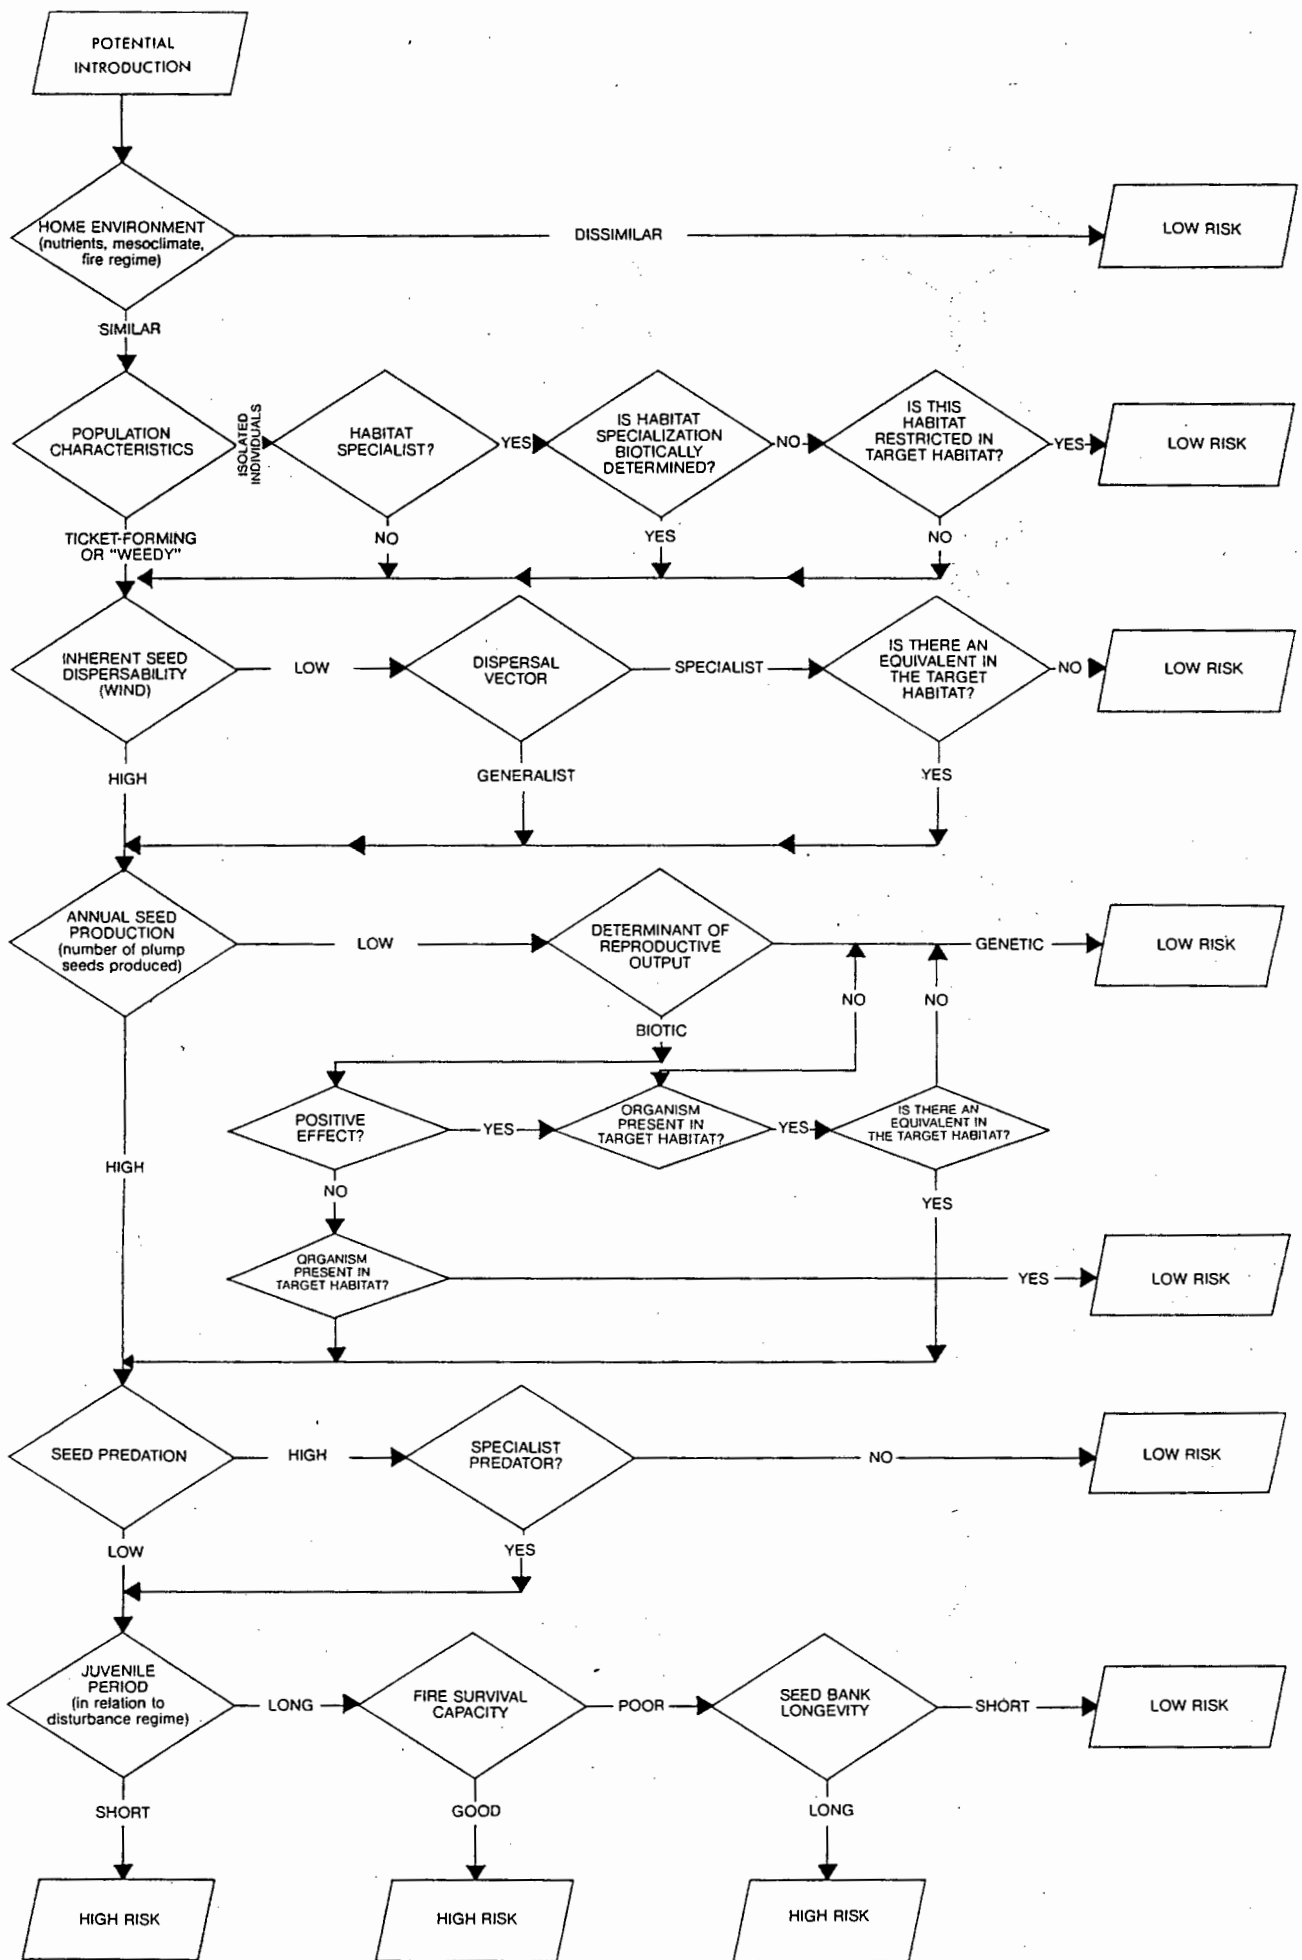 POTENTIAL
INTRODUCTION
HOME ENVIRONMENT
(nutrients, mesoclimate,
fire regime)
DISSIMILAR
LOW RISK
SIMILAR
POPULATION
CHARACTERISTICS
ISOLATED
INDIVIDUALS
HABITAT
SPECIALIST?
YES
IS HABITAT
SPECIALIZATION
BIOTICALLY
DETERMINED?
NO
IS THIS
HABITAT
RESTRICTED IN
TARGET HABITAT?
YES
LOW RISK
TICKET-FORMING
OR "WEEDY"
NO
YES
NO
INHERENT SEED
DISPERSABILITY
(WIND)
LOW
DISPERSAL
VECTOR
SPECIALIST
IS THERE AN
EQUIVALENT IN
THE TARGET
HABITAT?
NO
LOW RISK
HIGH
GENERALIST
YES
ANNUAL SEED
PRODUCTION
(number of plump
seeds produced)
LOW
DETERMINANT OF
REPRODUCTIVE
OUTPUT
GENETIC
LOW RISK
NO
NO
BIOTIC
POSITIVE
EFFECT?
YES
ORGANISM
PRESENT IN
TARGET HABITAT?
YES
IS THERE AN
EQUIVALENT IN
THE TARGET HABITAT?
HIGH
NO
YES
ORGANISM
PRESENT IN
TARGET HABITAT?
YES
LOW RISK
SEED PREDATION
HIGH
SPECIALIST
PREDATOR?
NO
LOW RISK
LOW
YES
JUVENILE
PERIOD
(in relation to
disturbance regime)
LONG
FIRE SURVIVAL
CAPACITY
POOR
SEED BANK
LONGEVITY
SHORT
LOW RISK
SHORT
GOOD
LONG
HIGH RISK
HIGH RISK
HIGH RISK